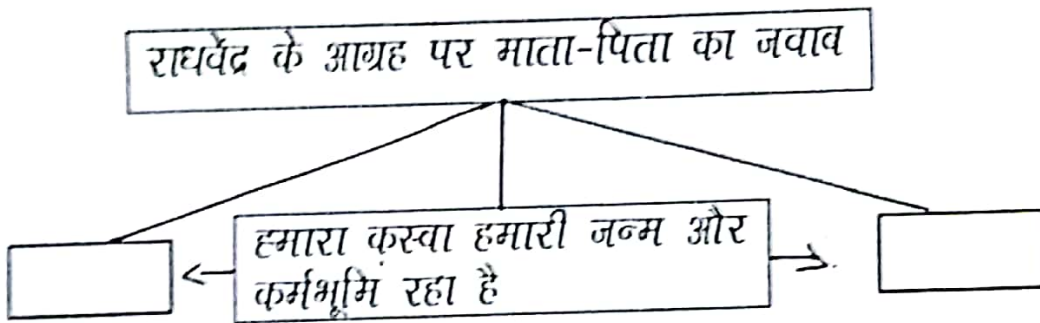 राघवेंद्र के आग्रह पर माता-पिता का जवाब
हमारा कस्बा हमारी जन्म और
कर्मभूमि रहा है